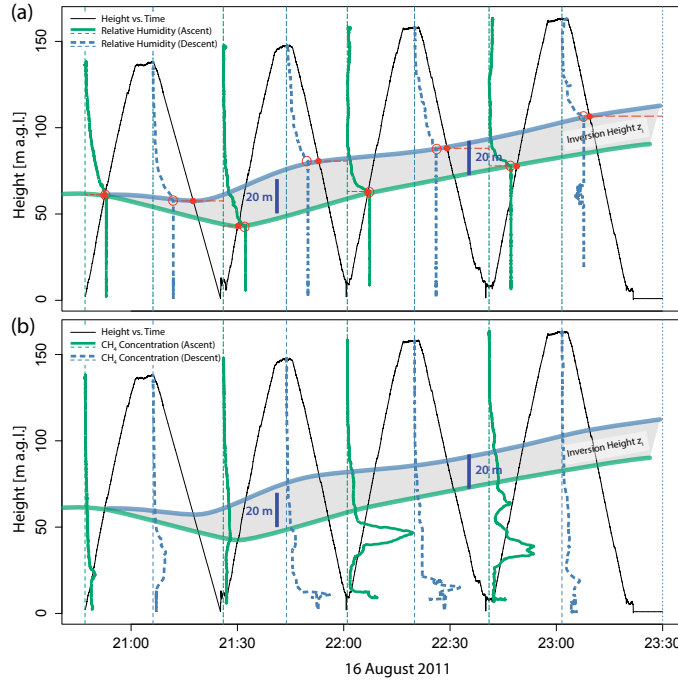 (a)
Height vs. Time
Relative Humidity (Ascent)
Relative Humidity (Descent)
Height [m a.g.l.]
150
100
50
0
20 m
20 m
Inversion Height zᵢ
(b)
Height vs. Time
CH₄ Concentration (Ascent)
CH₄ Concentration (Descent)
Height [m a.g.l.]
150
100
50
0
20 m
20 m
Inversion Height zᵢ
21:00 21:30 22:00 22:30 23:00 23:30
16 August 2011